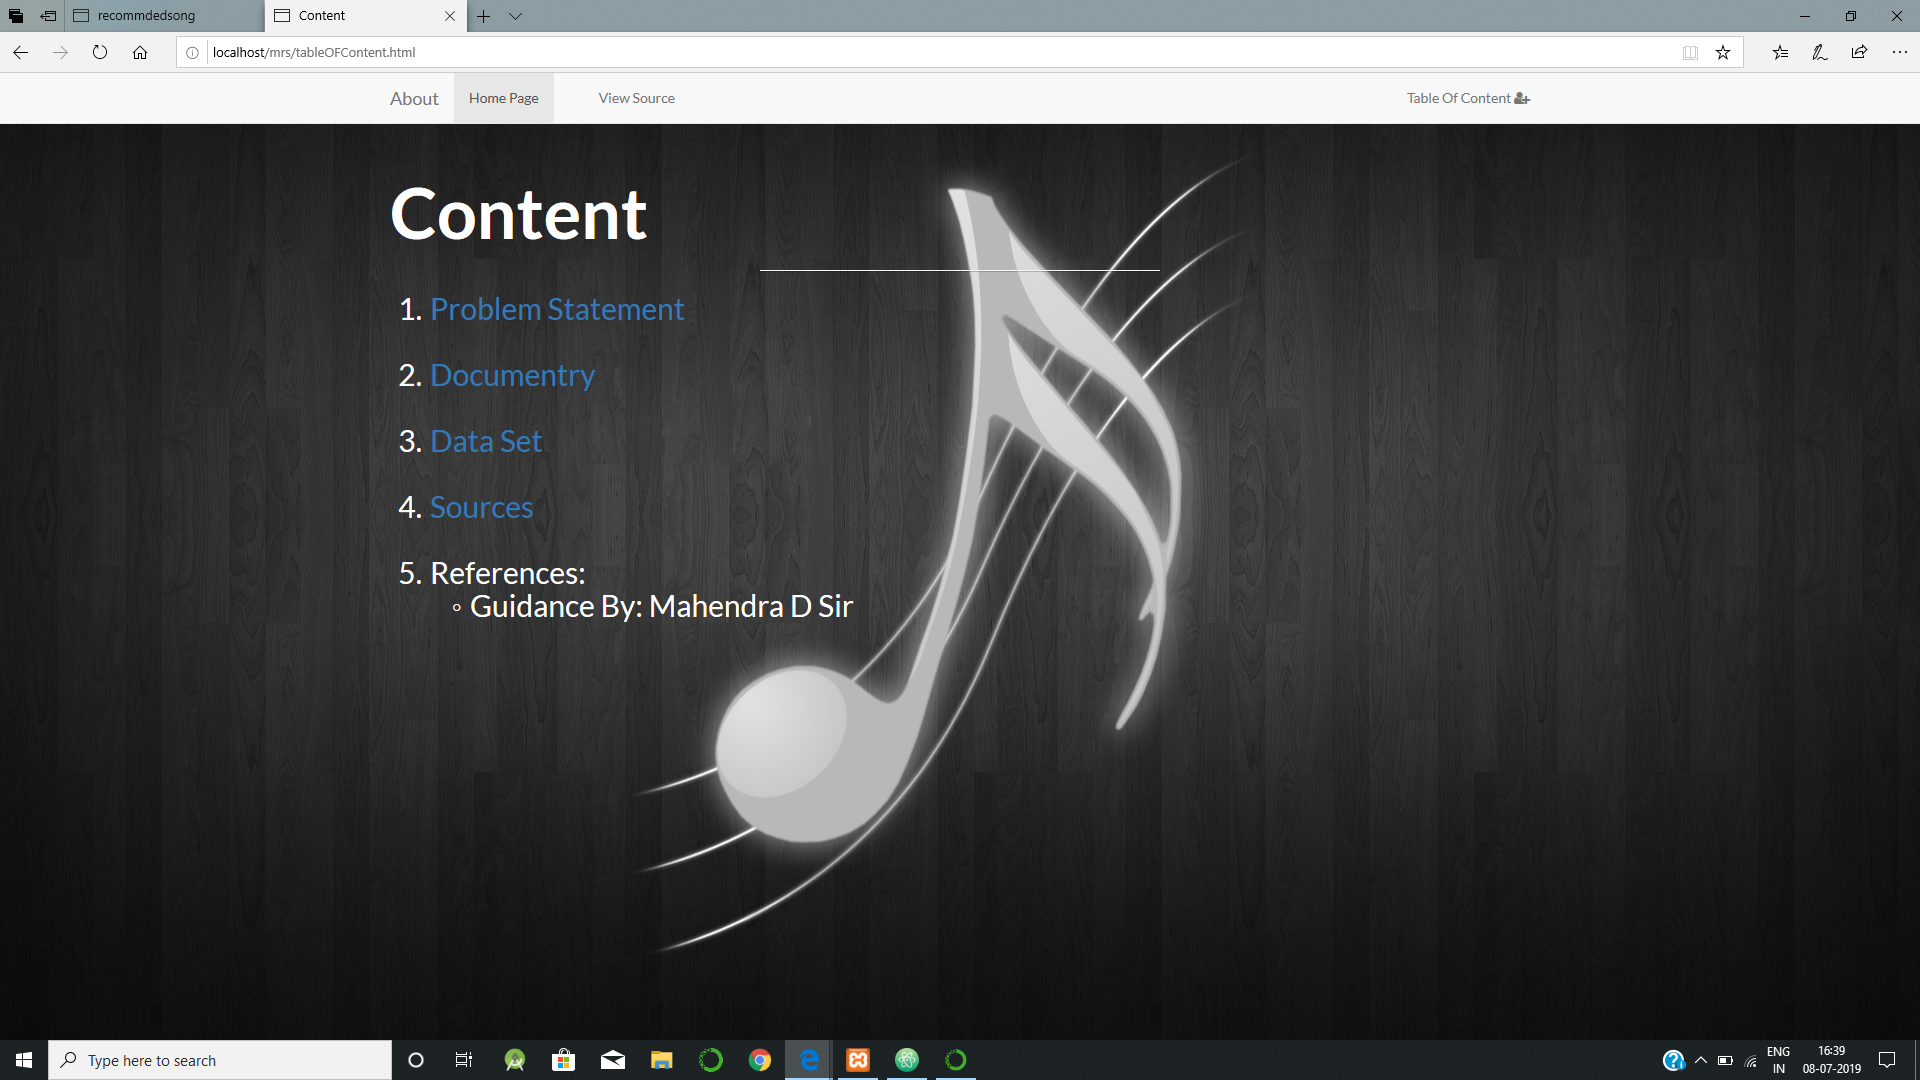 recommdedsong
Content
localhost/mrs/tableOFContent.html
About
Home Page
View Source
Table Of Content
Content
1. Problem Statement
2. Documentry
3. Data Set
4. Sources
5. References:
◦ Guidance By: Mahendra D Sir
Type here to search
ENG
IN
16:39
08-07-2019